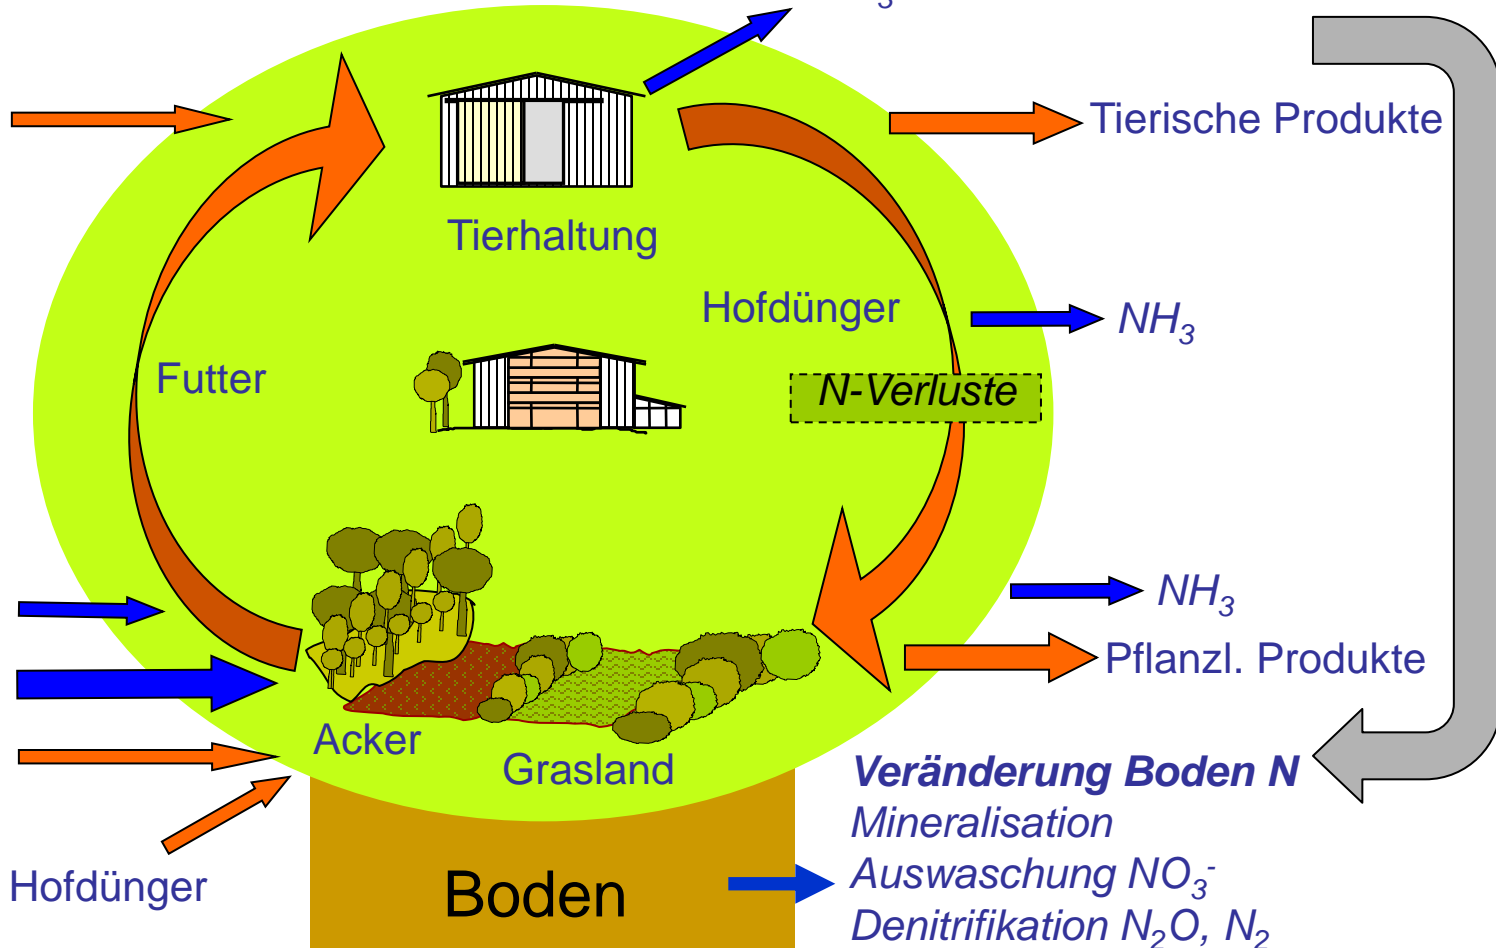 3
Tierische Produkte
Tierhaltung
Hofdünger
NH₃
Futter
N-Verluste
NH₃
Pflanzl. Produkte
Acker
Grasland
Veränderung Boden N
Mineralisation
Hofdünger
Boden
Auswaschung NO₃⁻
Denitrifikation N₂O, N₂